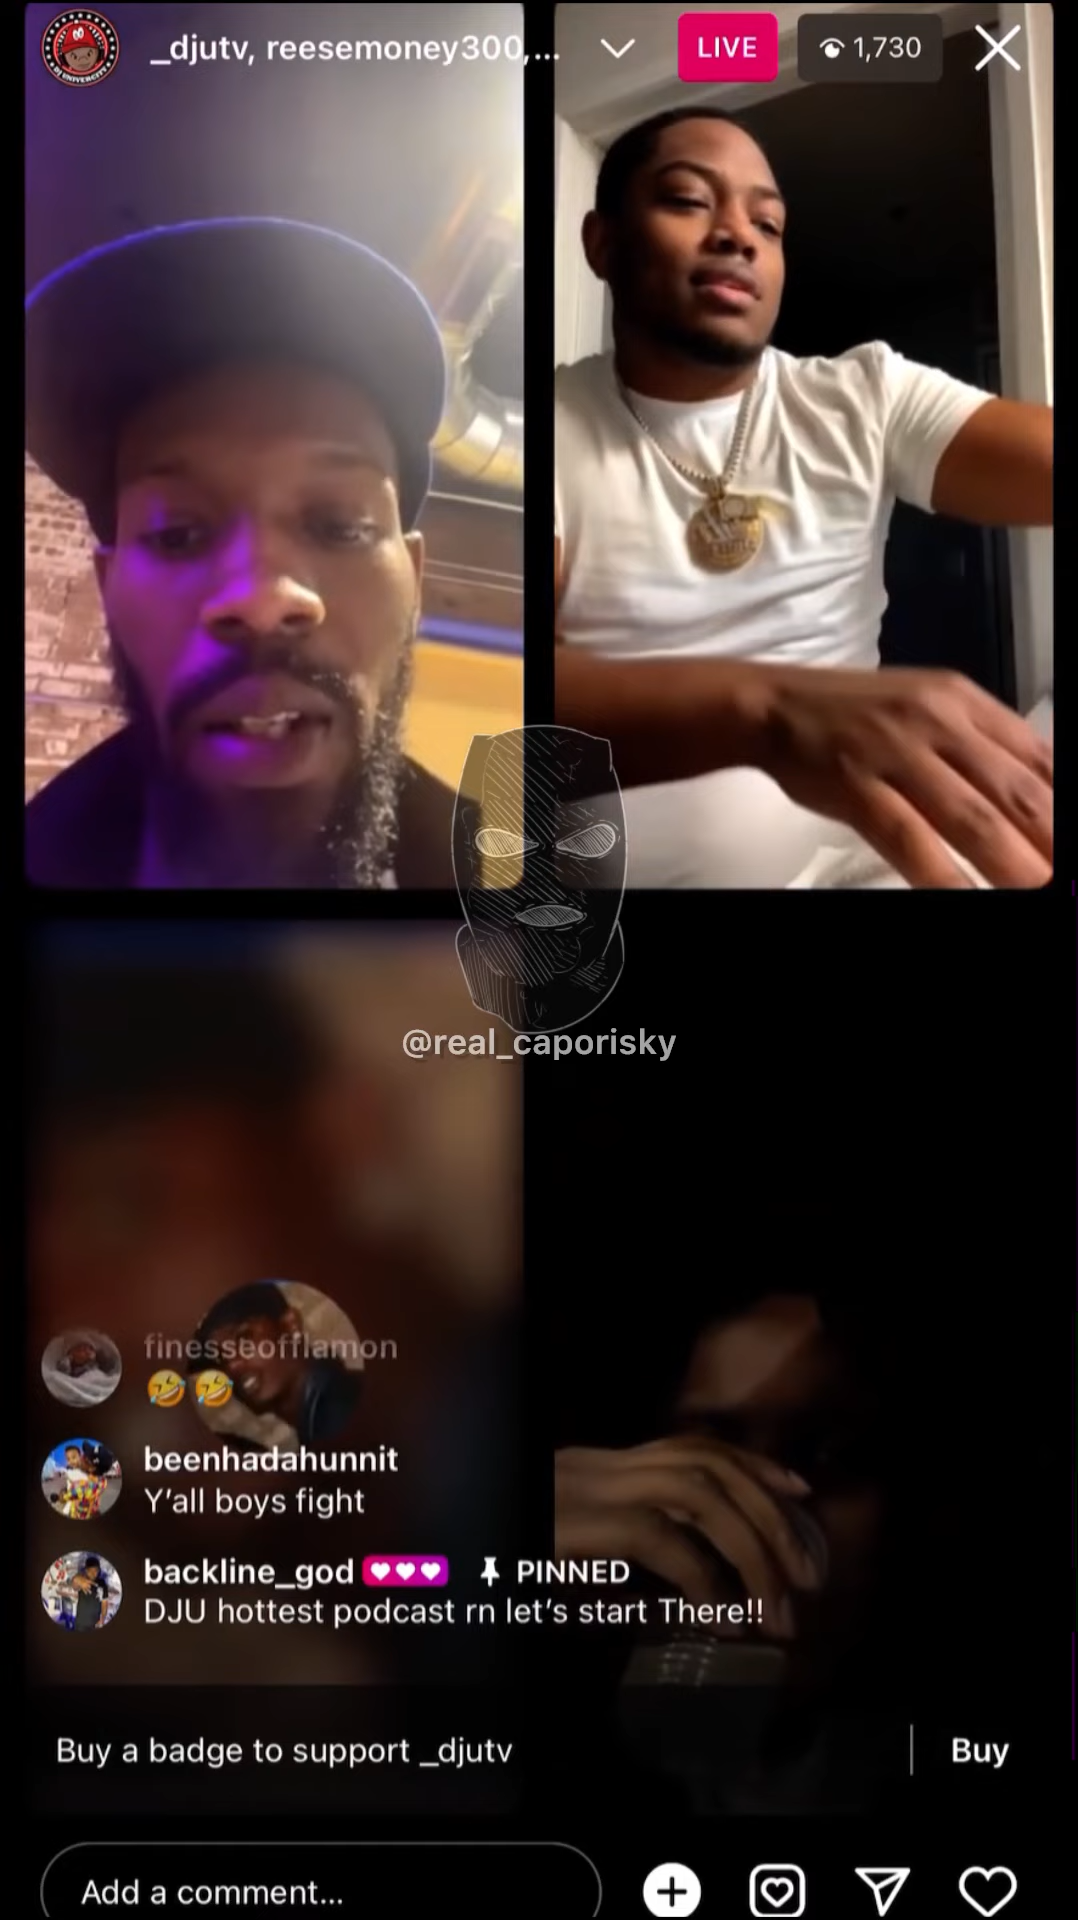 _djutv, reesemoney300,...
LIVE
1,730
@real_caporisky
finesseofflamon
🤣🤣
beenhadahunnit
Y'all boys fight
backline_god PINNED
DJU hottest podcast rn let's start There!!
Buy a badge to support _djutv
Buy
Add a comment...